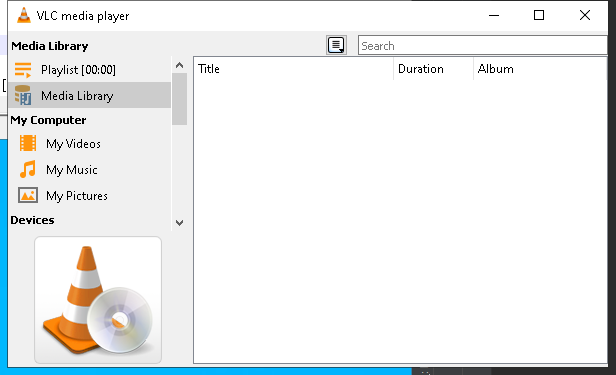 VLC media player
Media Library
Search
Playlist [00:00]
Media Library
My Computer
My Videos
My Music
My Pictures
Devices
Title Duration Album
[